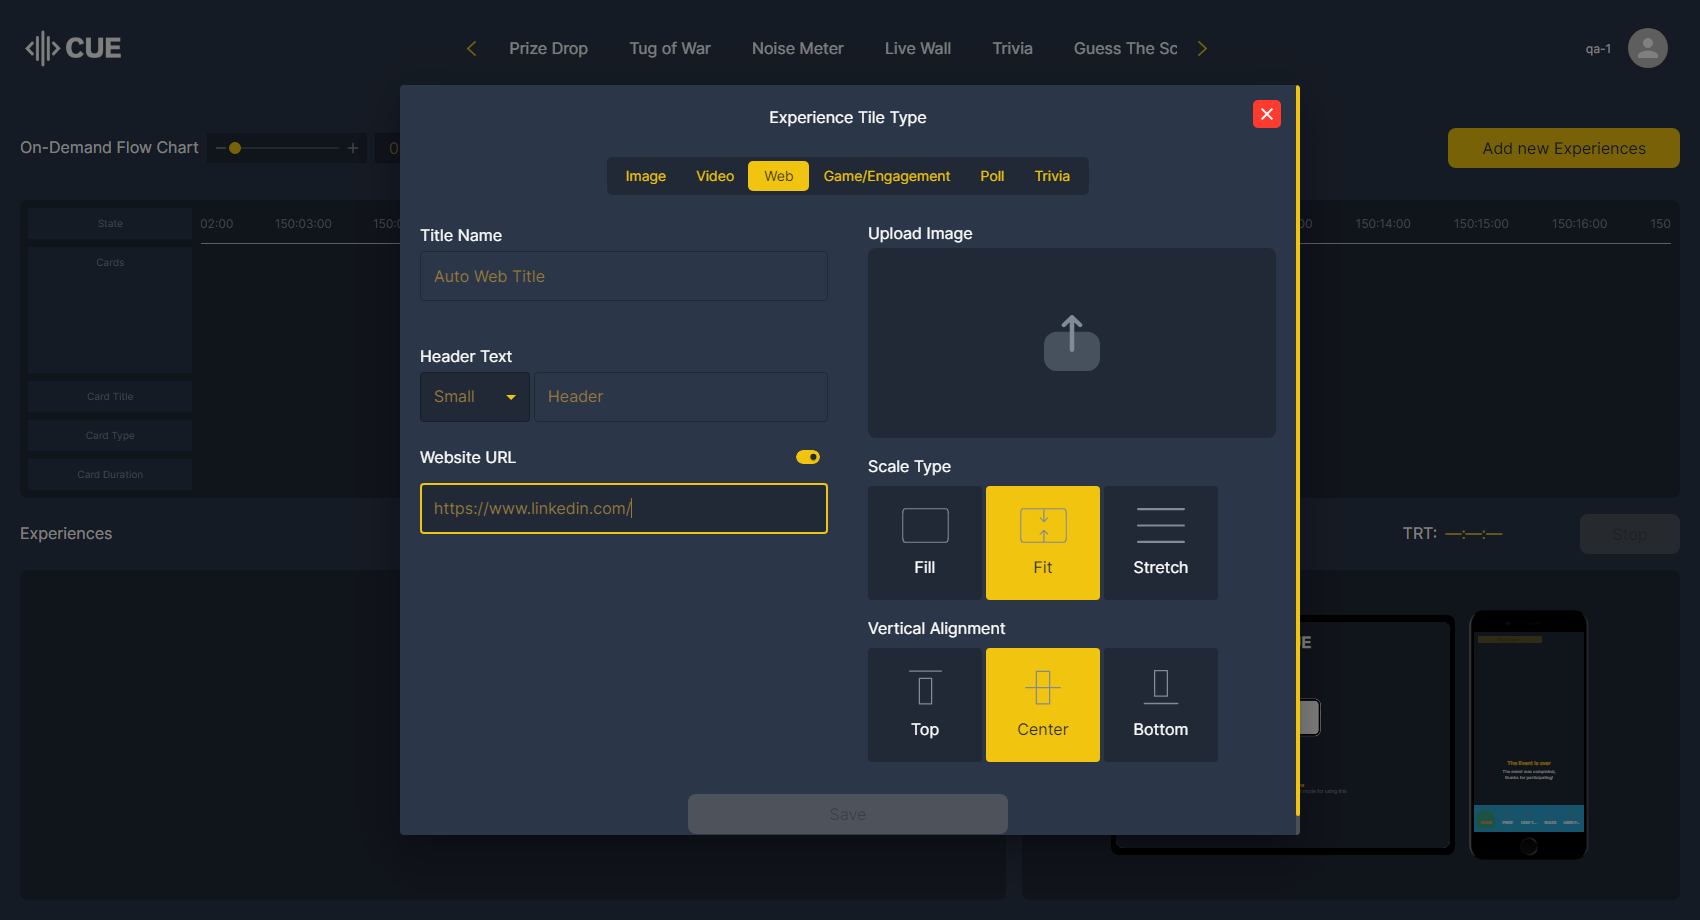 CUE
Prize Drop
Tug of War
Noise Meter
Live Wall
Trivia
Guess The Sc
qa-1
Experience Tile Type
On-Demand Flow Chart
0
Add new Experiences
Image
Video
Web
Game/Engagement
Poll
Trivia
State
02:00
150:03:00
150:0
00
150:14:00
150:15:00
150:16:00
150
Cards
Title Name
Auto Web Title
Upload Image
Header Text
Small
Header
Card Title
Card Type
Card Duration
Website URL
https://www.linkedin.com/
Scale Type
Fill
Fit
Stretch
Experiences
TRT: —:—:—
Stop
Vertical Alignment
Top
Center
Bottom
E
The Event is over
The event was completed,
thanks for participating!
Save